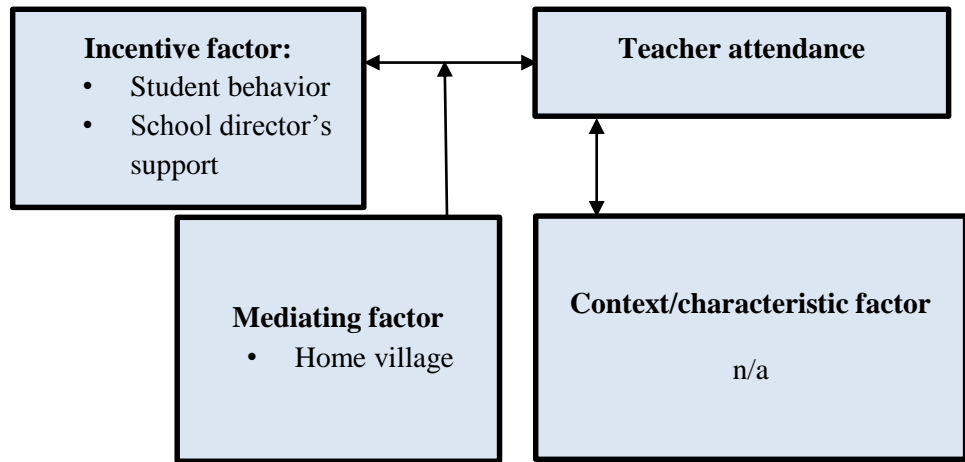 Incentive factor:
• Student behavior
• School director's
support
Teacher attendance
Mediating factor
• Home village
Context/characteristic factor
n/a